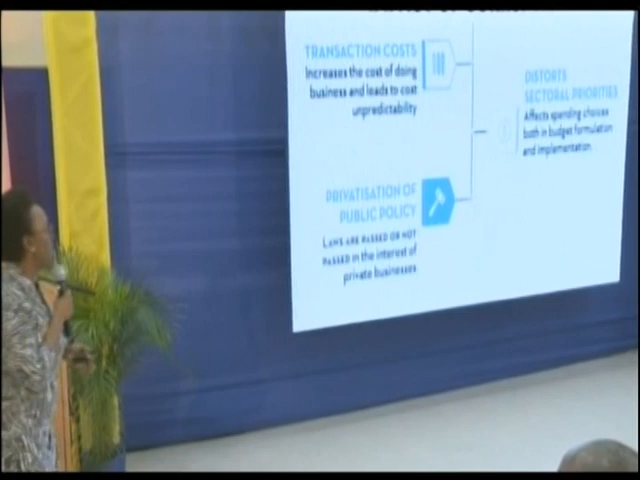 TRANSACTION COSTS
Increases the cost of doing
business and leads to cost
unpredictability
DISTORTS
SECTORAL PRIORITIES
Affects spending choices
both in budget formulation
and implementation
PRIVATISATION OF
PUBLIC POLICY
LAWS ARE PASSED OR NOT
PASSED in the interest of
private businesses